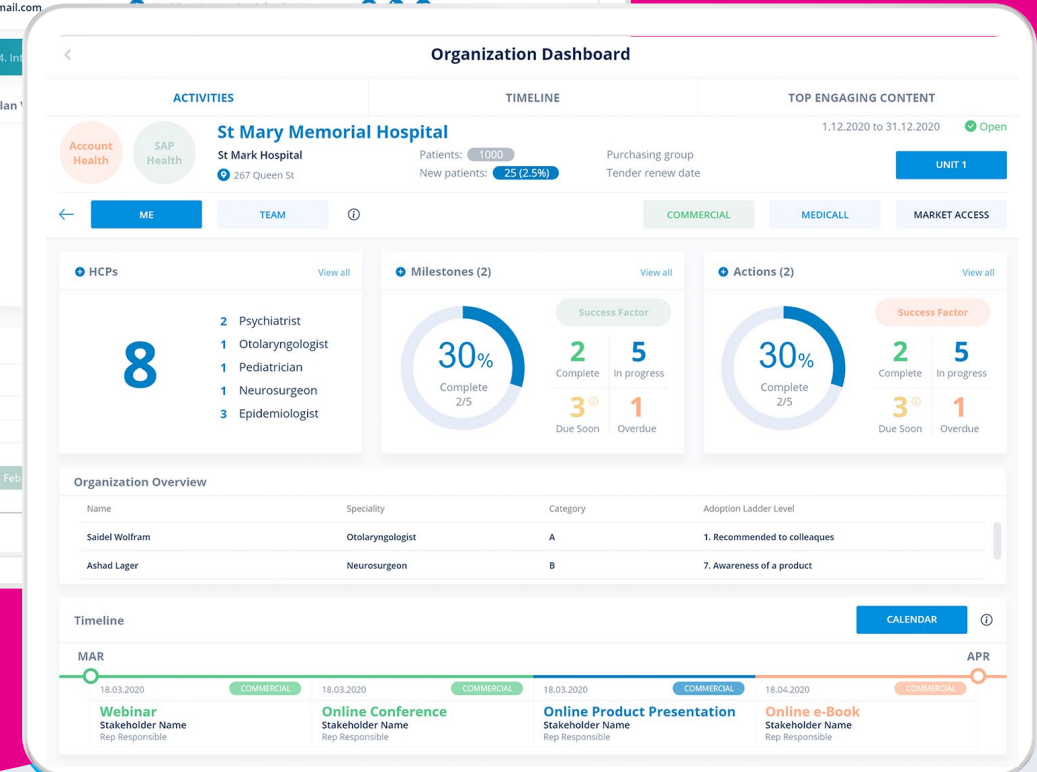 mail.com
4. Int
lan
Feb
Organization Dashboard
ACTIVITIES
TIMELINE
TOP ENGAGING CONTENT
Account
Health
SAP
Health
St Mary Memorial Hospital
St Mark Hospital
267 Queen St
Patients: 1000
New patients: 25 (2.5%)
Purchasing group
Tender renew date
1.12.2020 to 31.12.2020
Open
UNIT 1
ME
TEAM
COMMERCIAL
MEDICALL
MARKET ACCESS
HCPs
View all
8
2 Psychiatrist
1 Otolaryngologist
1 Pediatrician
1 Neurosurgeon
3 Epidemiologist
Milestones (2)
View all
30%
Complete
2/5
Success Factor
2
Complete
5
In progress
3
Due Soon
1
Overdue
Actions (2)
View all
30%
Complete
2/5
Success Factor
2
Complete
5
In progress
3
Due Soon
1
Overdue
Organization Overview
Name Speciality Category Adoption Ladder Level
Saidel Wolfram Otolaryngologist A 1. Recommended to colleaques
Ashad Lager Neurosurgeon B 7. Awareness of a product
Timeline
CALENDAR
MAR
APR
18.03.2020 COMMERCIAL
Webinar
Stakeholder Name
Rep Responsible
18.03.2020 COMMERCIAL
Online Conference
Stakeholder Name
Rep Responsible
18.03.2020 COMMERCIAL
Online Product Presentation
Stakeholder Name
Rep Responsible
18.04.2020 COMMERCIAL
Online e-Book
Stakeholder Name
Rep Responsible